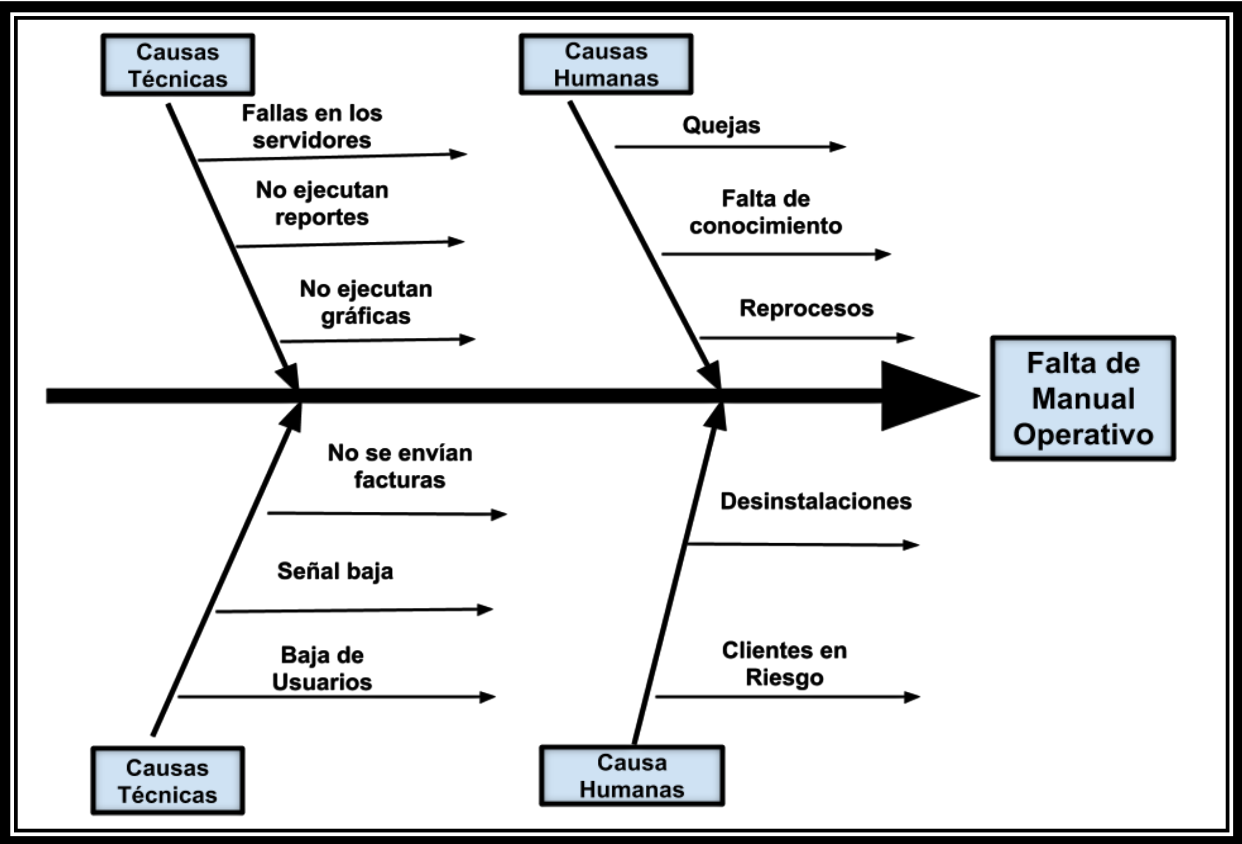 Causas
Técnicas
Fallas en los
servidores
No ejecutan
reportes
No ejecutan
gráficas
Causas
Humanas
Quejas
Falta de
conocimiento
Reprocesos
Falta de
Manual
Operativo
No se envían
facturas
Señal baja
Baja de
Usuarios
Causas
Técnicas
Desinstalaciones
Clientes en
Riesgo
Causa
Humanas